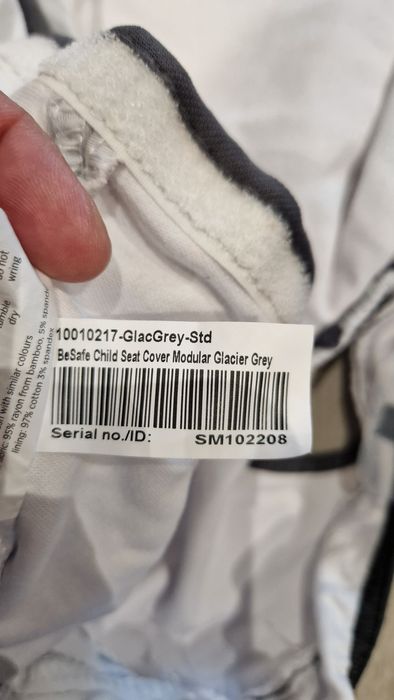 10010217-GlacGrey-Std
BeSafe Child Seat Cover Modular Glacier Grey
Serial no./ID: SM102208
do not
wring
dry
with similar colours
95% rayon from bamboo, 5%
lining: 97% cotton 3% spandex